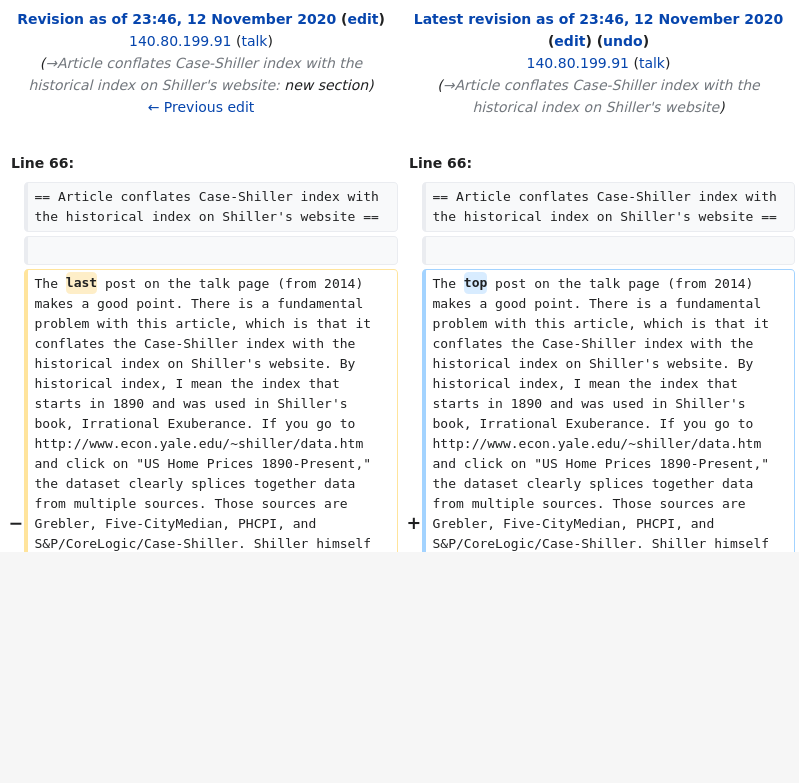 Revision as of 23:46, 12 November 2020 (edit)
140.80.199.91 (talk)
(→Article conflates Case-Shiller index with the
historical index on Shiller's website: new section)
← Previous edit
Latest revision as of 23:46, 12 November 2020
(edit) (undo)
140.80.199.91 (talk)
(→Article conflates Case-Shiller index with the
historical index on Shiller's website)
Line 66:
Line 66:
== Article conflates Case-Shiller index with
the historical index on Shiller's website ==
== Article conflates Case-Shiller index with
the historical index on Shiller's website ==
−
The last post on the talk page (from 2014)
makes a good point. There is a fundamental
problem with this article, which is that it
conflates the Case-Shiller index with the
historical index on Shiller's website. By
historical index, I mean the index that
starts in 1890 and was used in Shiller's
book, Irrational Exuberance. If you go to
http://www.econ.yale.edu/~shiller/data.htm
and click on "US Home Prices 1890-Present,"
the dataset clearly splices together data
from multiple sources. Those sources are
Grebler, Five-CityMedian, PHCPI, and
S&P/CoreLogic/Case-Shiller. Shiller himself
+
The top post on the talk page (from 2014)
makes a good point. There is a fundamental
problem with this article, which is that it
conflates the Case-Shiller index with the
historical index on Shiller's website. By
historical index, I mean the index that
starts in 1890 and was used in Shiller's
book, Irrational Exuberance. If you go to
http://www.econ.yale.edu/~shiller/data.htm
and click on "US Home Prices 1890-Present,"
the dataset clearly splices together data
from multiple sources. Those sources are
Grebler, Five-CityMedian, PHCPI, and
S&P/CoreLogic/Case-Shiller. Shiller himself